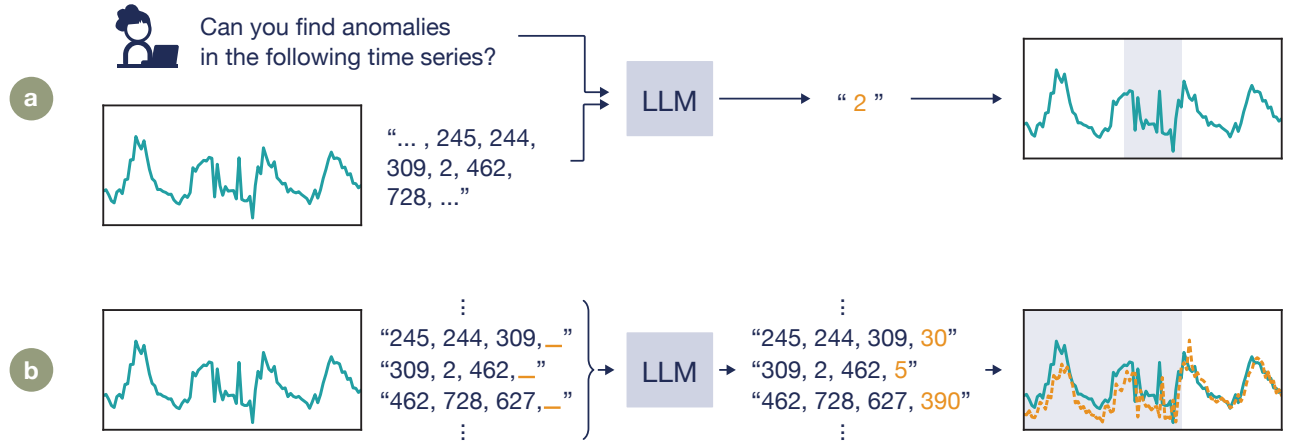 Can you find anomalies
in the following time series?
a
“... , 245, 244,
309, 2, 462,
728, ...”
LLM
“ 2 ”
b
⋮
“245, 244, 309, _”
“309, 2, 462, _”
“462, 728, 627, _”
⋮
LLM
⋮
“245, 244, 309, 30”
“309, 2, 462, 5”
“462, 728, 627, 390”
⋮